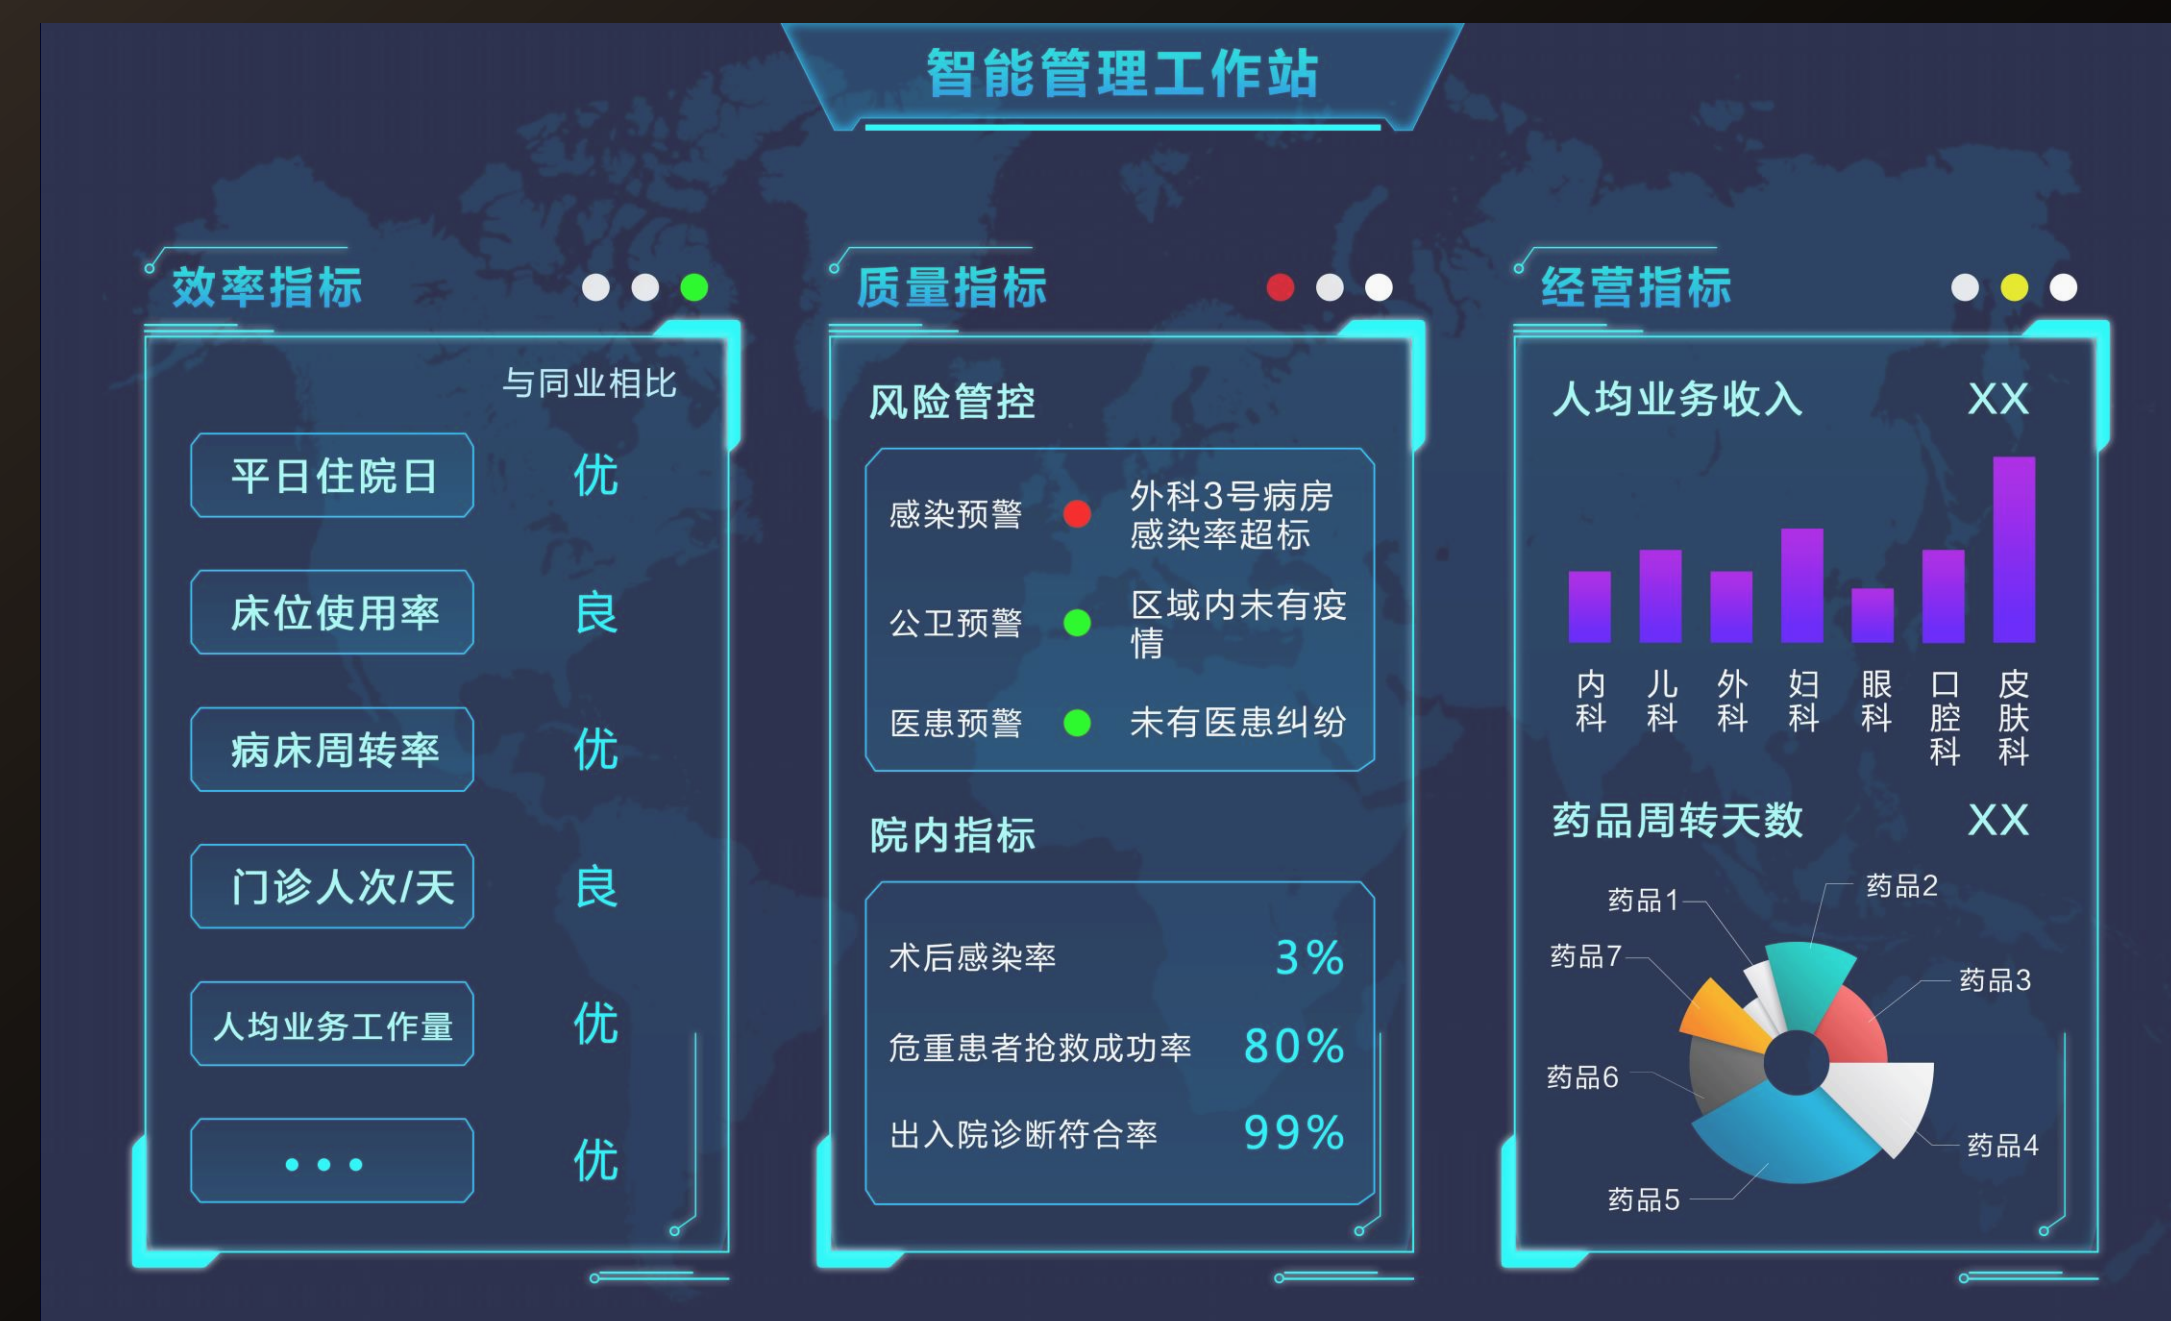 智能管理工作站
效率指标
与同业相比
平日住院日 优
床位使用率 良
病床周转率 优
门诊人次/天 良
人均业务工作量 优
••• 优
质量指标
风险管控
感染预警 外科3号病房
感染率超标
公卫预警 区域内未有疫
情
医患预警 未有医患纠纷
院内指标
术后感染率 3%
危重患者抢救成功率 80%
出入院诊断符合率 99%
经营指标
人均业务收入 XX
内科 儿科 外科 妇科 眼科 口腔科 皮肤科
药品周转天数 XX
药品1
药品2
药品3
药品4
药品5
药品6
药品7